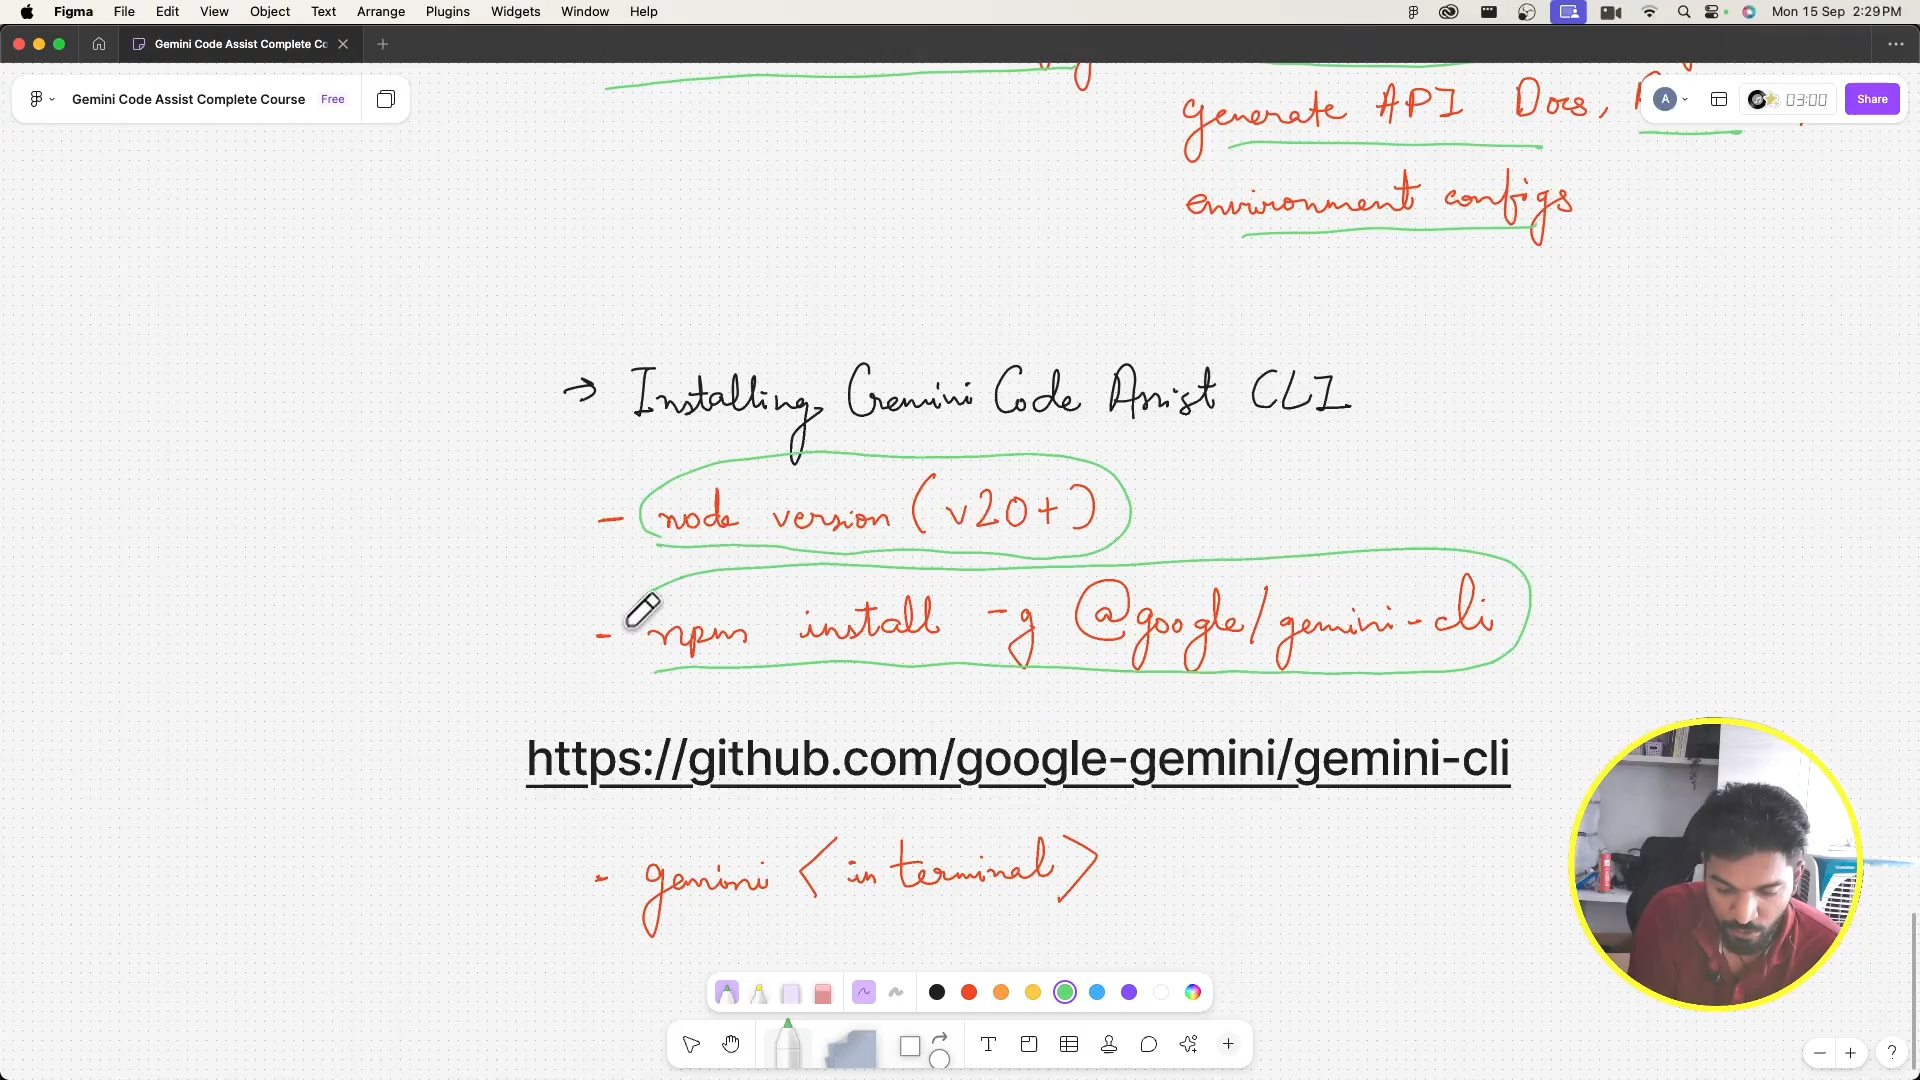 Figma File Edit View Object Text Arrange Plugins Widgets Window Help Mon 15 Sep 2:29 PM
Gemini Code Assist Complete Co
Gemini Code Assist Complete Course Free A 03:00 Share
generate API Docs,
environment configs
→ Installing Gemini Code Assist CLI
- node version (v20+)
- npm install -g @google/gemini-cli
https://github.com/google-gemini/gemini-cli
- gemini <in terminal>